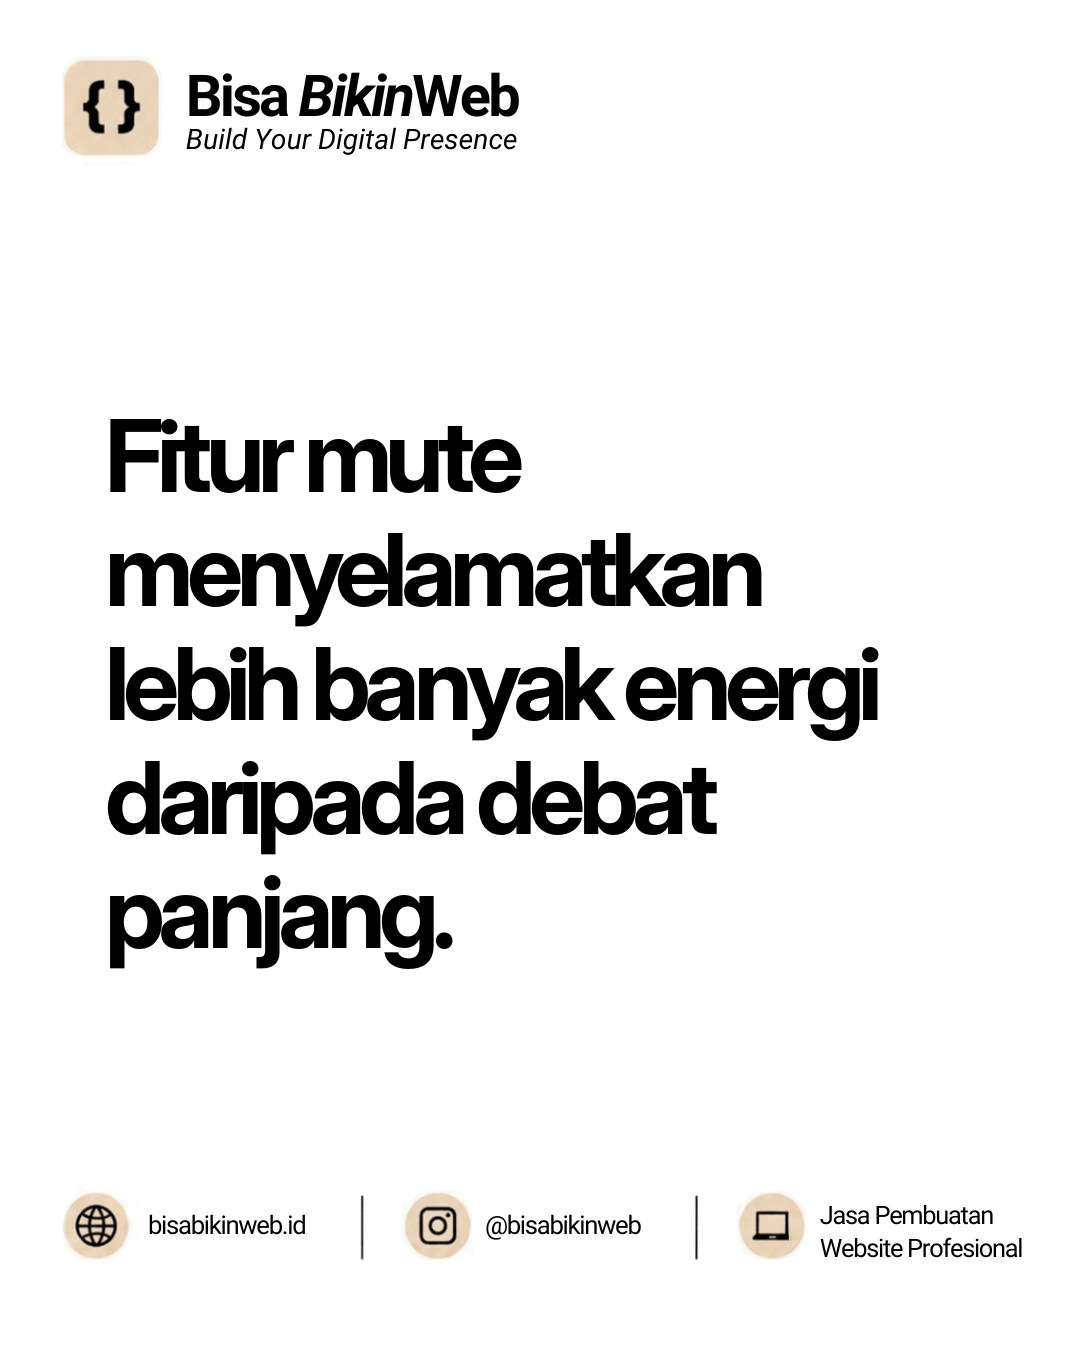 { }
Bisa BikinWeb
Build Your Digital Presence
Fitur mute
menyelamatkan
lebih banyak energi
daripada debat
panjang.
bisabikinweb.id
@bisabikinweb
Jasa Pembuatan
Website Profesional